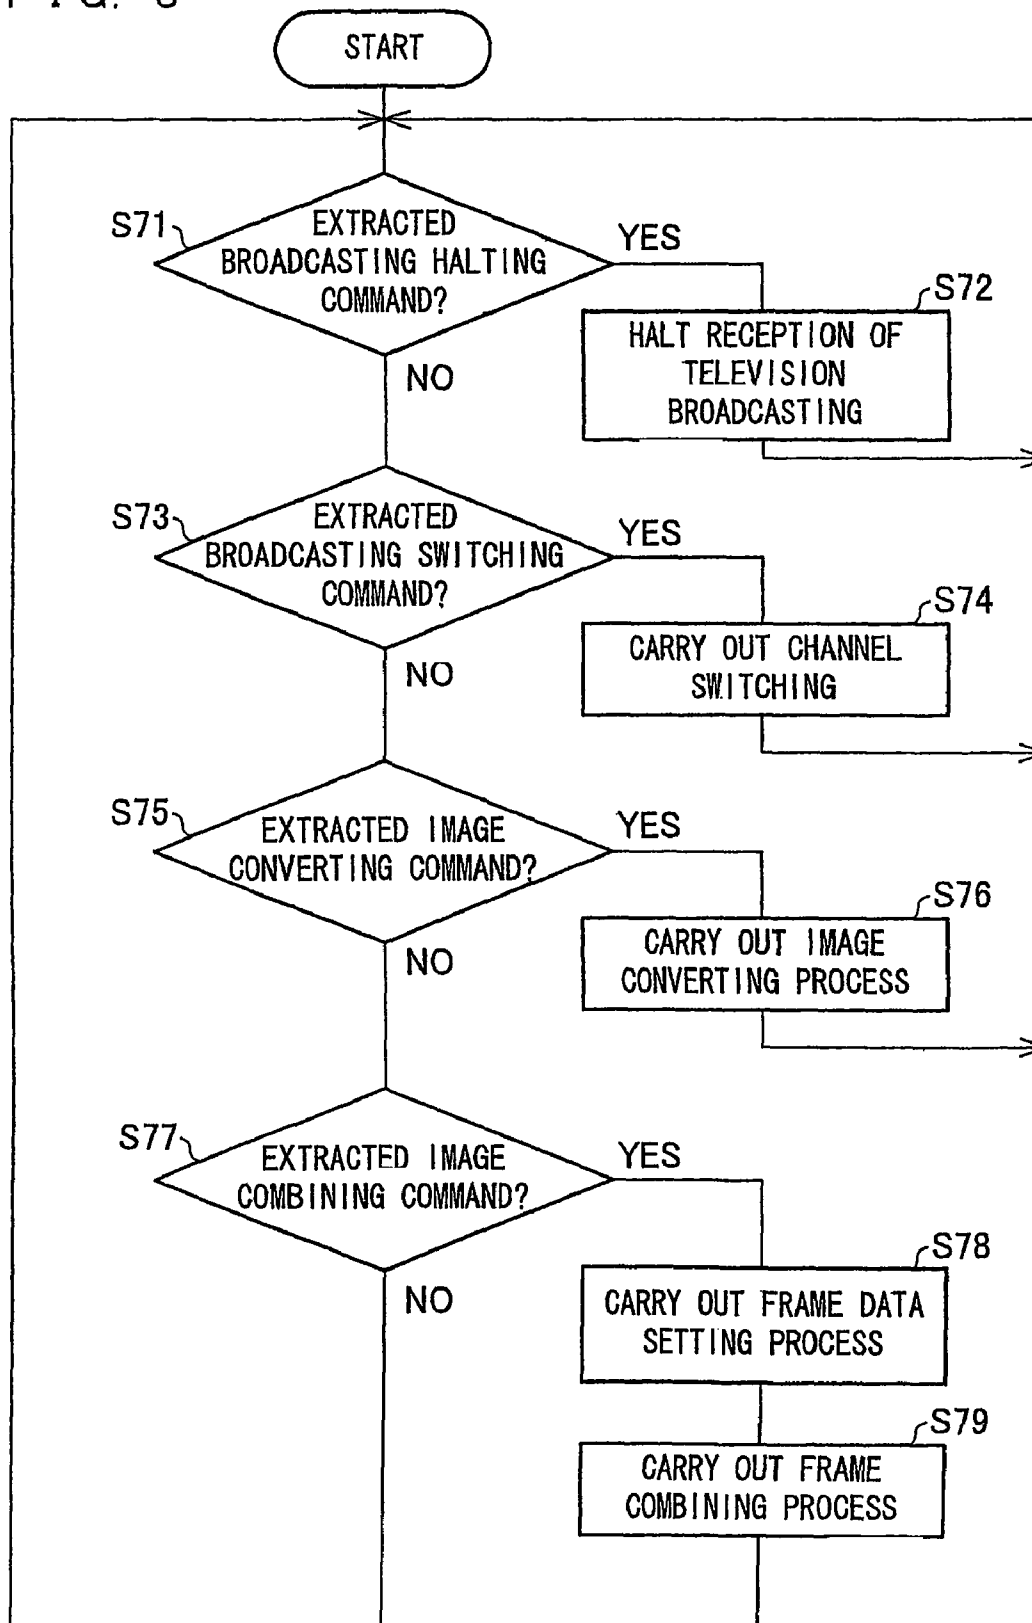 START
S71
EXTRACTED
BROADCASTING HALTING
COMMAND?
YES
NO
S72
HALT RECEPTION OF
TELEVISION
BROADCASTING
S73
EXTRACTED
BROADCASTING SWITCHING
COMMAND?
YES
NO
S74
CARRY OUT CHANNEL
SWITCHING
S75
EXTRACTED IMAGE
CONVERTING COMMAND?
YES
NO
S76
CARRY OUT IMAGE
CONVERTING PROCESS
S77
EXTRACTED IMAGE
COMBINING COMMAND?
YES
NO
S78
CARRY OUT FRAME DATA
SETTING PROCESS
S79
CARRY OUT FRAME
COMBINING PROCESS